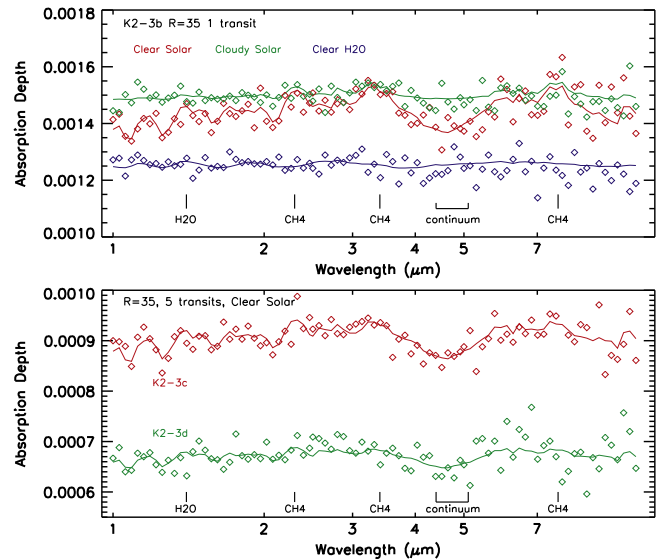 K2-3b R=35 1 transit
Clear Solar Cloudy Solar Clear H2O
Absorption Depth
0.0018
0.0016
0.0014
0.0012
0.0010
H2O CH4 CH4 continuum CH4
1 2 3 4 5 7
Wavelength (μm)
R=35, 5 transits, Clear Solar
K2-3c
K2-3d
Absorption Depth
0.0010
0.0009
0.0008
0.0007
0.0006
H2O CH4 CH4 continuum CH4
1 2 3 4 5 7
Wavelength (μm)